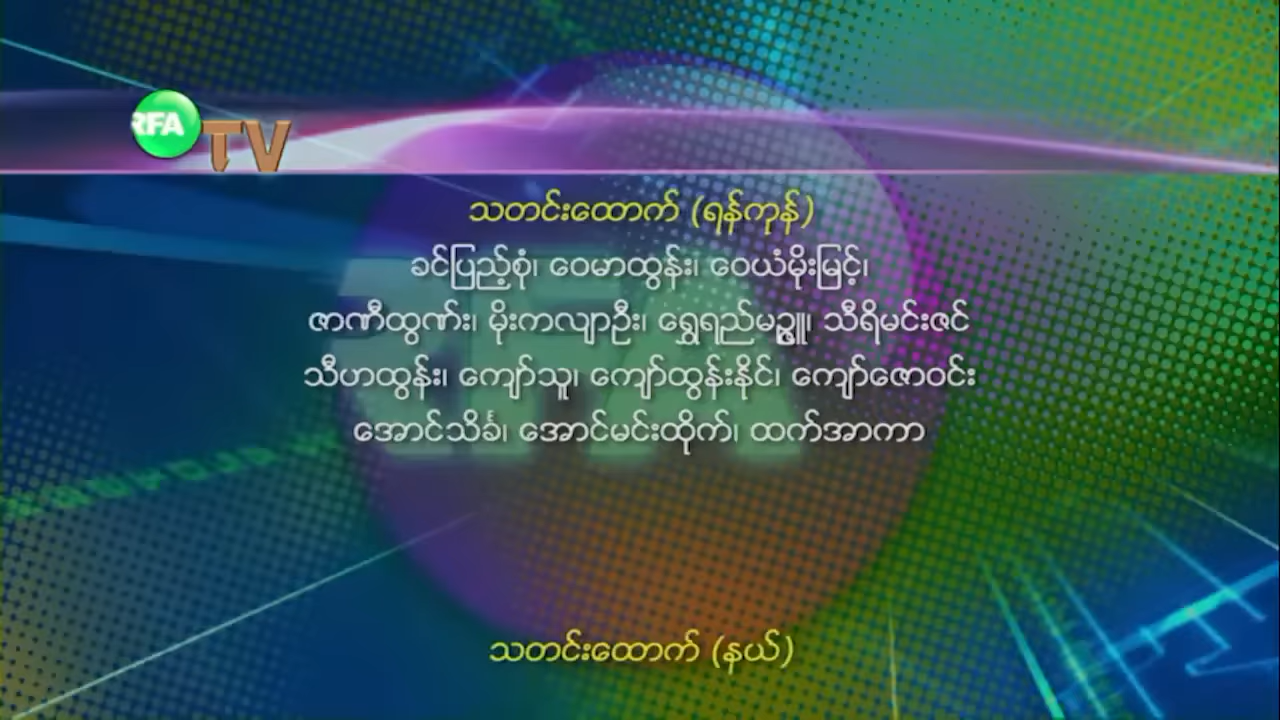 RFA TV
သတင်းထောက် (ရန်ကုန်)
ခင်ပြည့်စုံ၊ ဝေမာထွန်း၊ ဝေယံမိုးမြင့်၊
ဇာဏီထွဏ်း၊ မိုးကလျာဦး၊ ရွှေရည်မဥ္ဇူ၊ သီရိမင်းဇင်
သီဟထွန်း၊ ကျော်သူ၊ ကျော်ထွန်းနိုင်၊ ကျော်ဇောဝင်း
အောင်သိင်္ခ၊ အောင်မင်းထိုက်၊ ထက်အာကာ
သတင်းထောက် (နယ်)